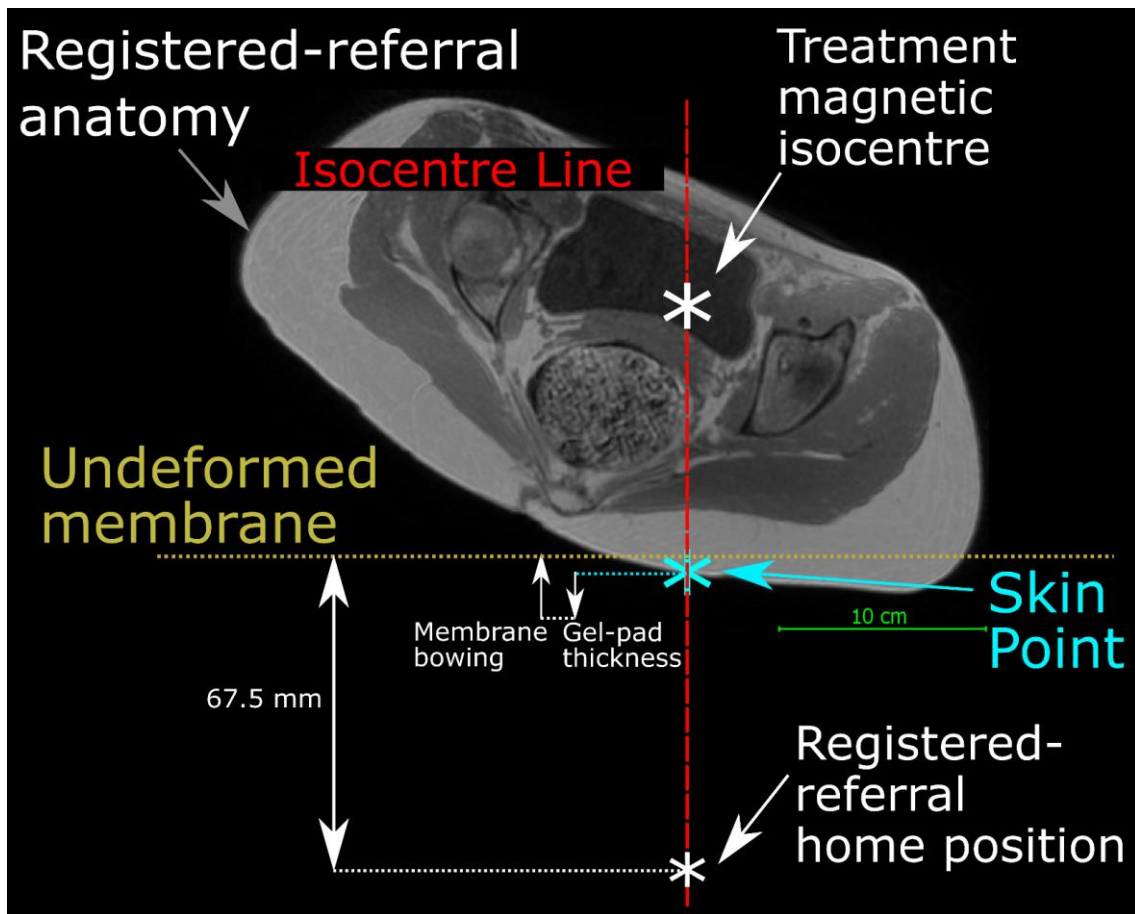 Registered-referral
anatomy
Treatment
magnetic
isocentre
Isocentre Line
Undeformed
membrane
Membrane
bowing
Gel-pad
thickness
Skin
Point
10 cm
67.5 mm
Registered-
referral
home position